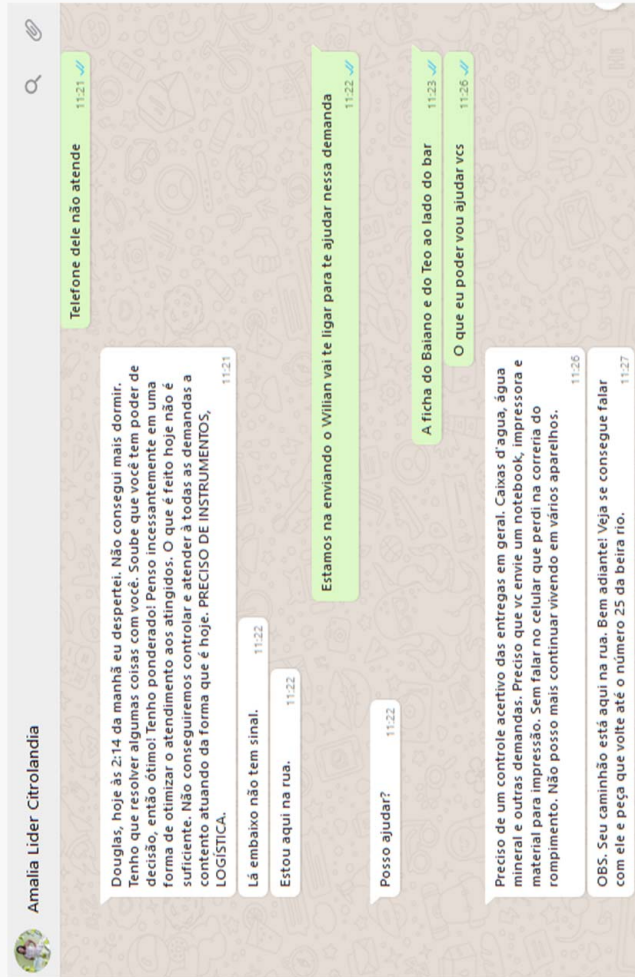 Amalia Lider Citrolandia
Telefone dele não atende
11:21
Douglas, hoje às 2:14 da manhã eu despertei. Não consegui mais dormir.
Tenho que resolver algumas coisas com você. Soube que você tem poder de
decisão, então ótimo! Tenho ponderado! Penso incessantemente em uma
forma de otimizar o atendimento aos atingidos. O que é feito hoje não é
suficiente. Não conseguiremos controlar e atender à todas as demandas a
contento atuando da forma que é hoje. PRECISO DE INSTRUMENTOS,
LOGÍSTICA.
11:21
Lá embaixo não tem sinal.
11:22
Estou aqui na rua.
11:22
Estamos na enviando o Wilian vai te ligar para te ajudar nessa demanda
11:22
Posso ajudar?
11:22
A ficha do Baiano e do Teo ao lado do bar
11:23
O que eu poder vou ajudar vcs
11:26
Preciso de um controle acertivo das entregas em geral. Caixas d'agua, água
mineral e outras demandas. Preciso que vc envie um notebook, impressora e
material para impressão. Sem falar no celular que perdi na correria do
rompimento. Não posso mais continuar vivendo em vários aparelhos.
11:26
OBS. Seu caminhão está aqui na rua. Bem adiante! Veja se consegue falar
com ele e peça que volte até o número 25 da beira rio.
11:27